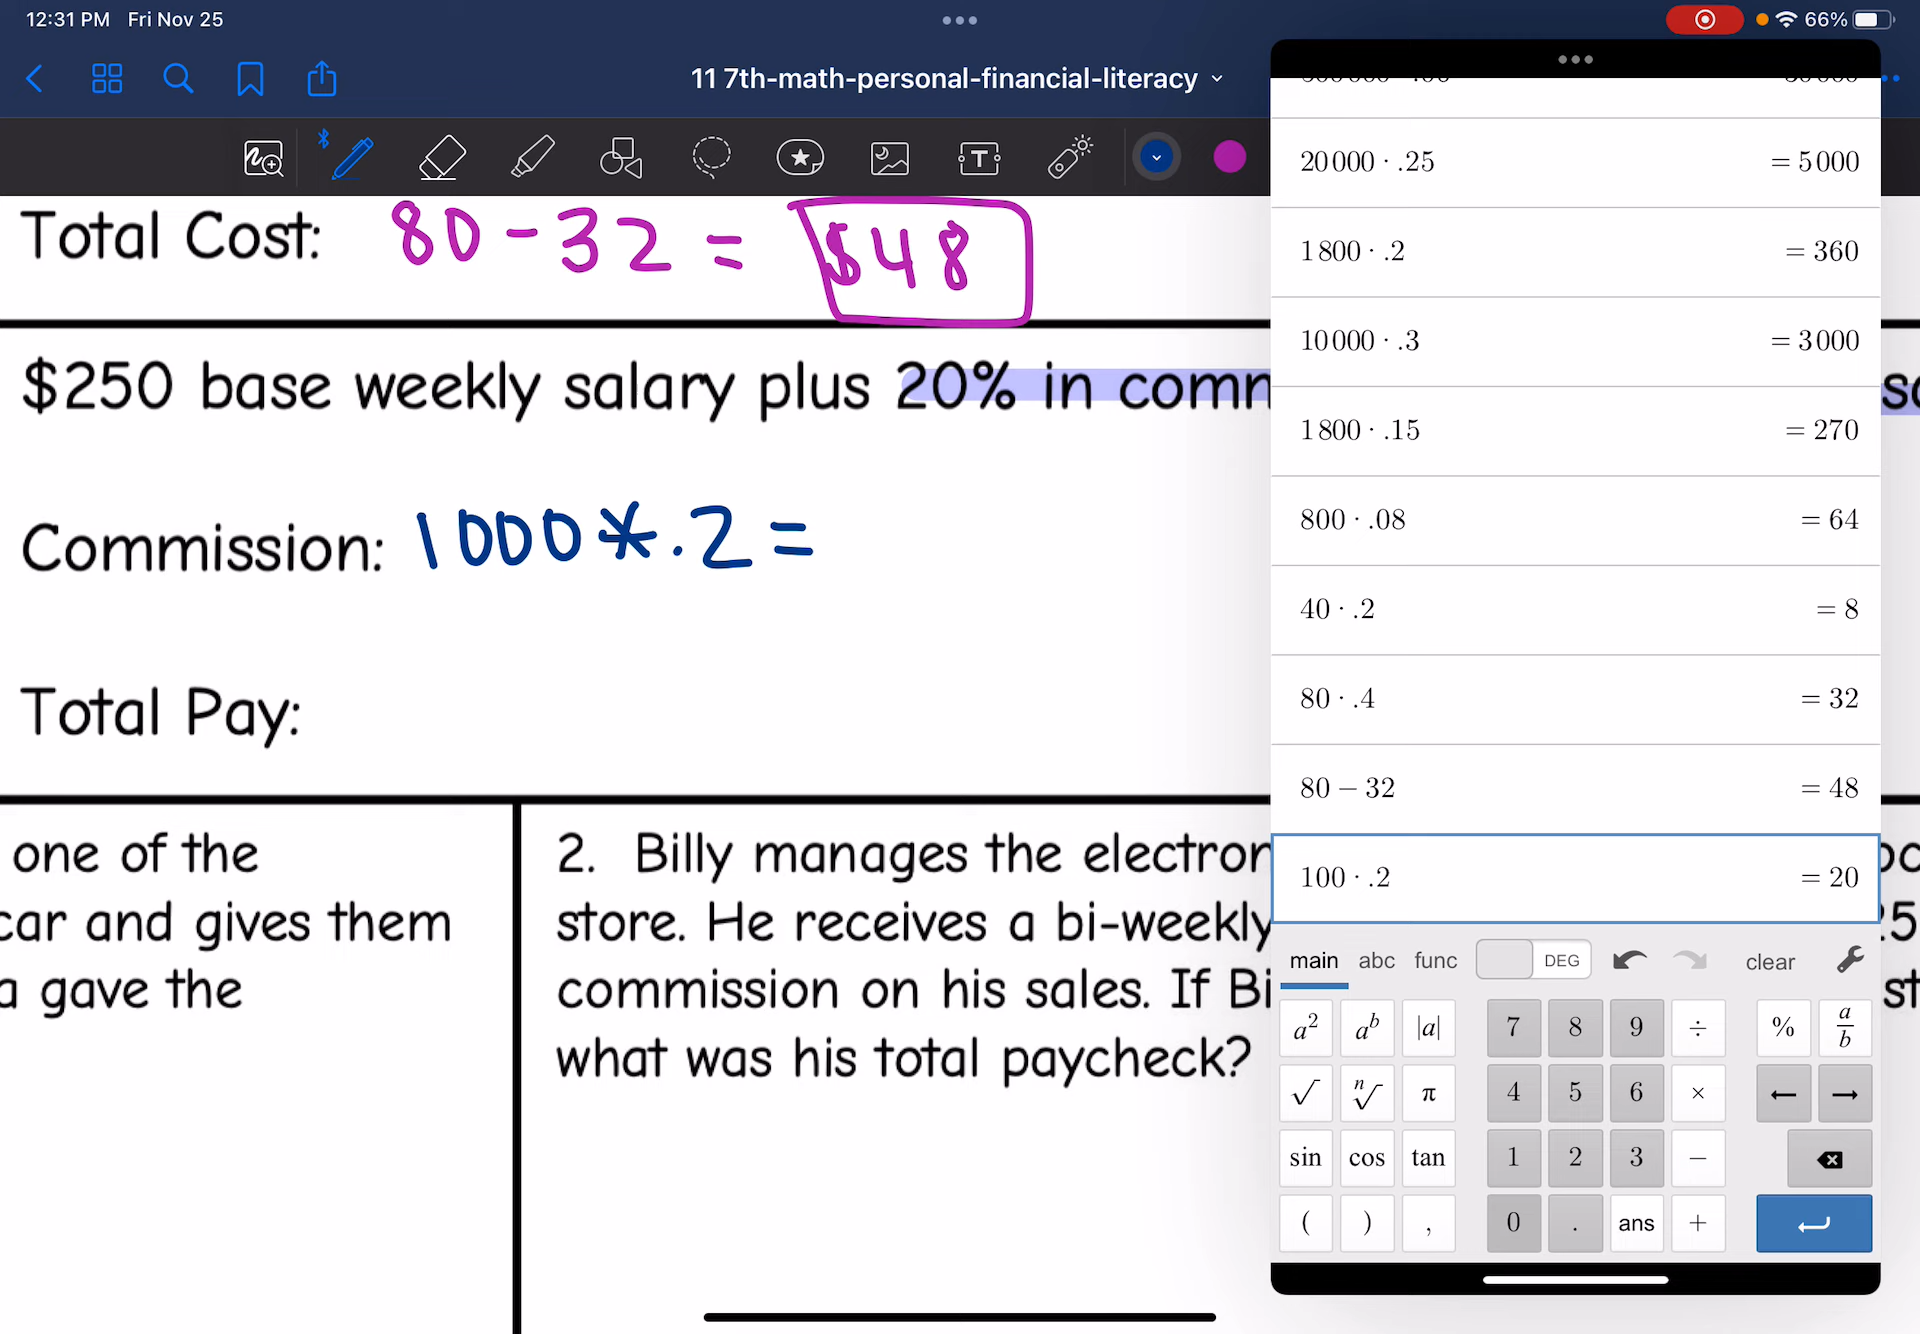 12:31 PM Fri Nov 25
66%
11 7th-math-personal-financial-literacy
Total Cost: 80 - 32 = $48
$250 base weekly salary plus 20% in
Commission: 1000 * .2 =
Total Pay:
one of the
car and gives them
gave the
2. Billy manages the
store. He receives a bi-weekly
commission on his sales. If
what was his total paycheck?
20000 · .25 = 5000
1800 · .2 = 360
10000 · .3 = 3000
1800 · .15 = 270
800 · .08 = 64
40 · .2 = 8
80 · .4 = 32
80 − 32 = 48
100 · .2 = 20
main abc func DEG clear
a² aᵇ |a| 7 8 9 ÷ % a/b
√ ⁿ√ π 4 5 6 × ← →
sin cos tan 1 2 3 −
( ) , 0 . ans +